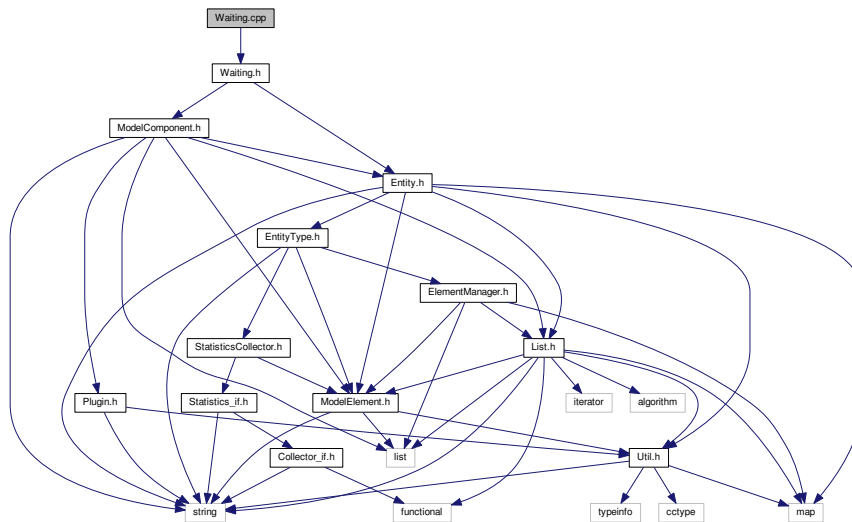 Waiting.cpp
Waiting.h
ModelComponent.h
Entity.h
EntityType.h
ElementManager.h
StatisticsCollector.h
List.h
Plugin.h
Statistics_if.h
ModelElement.h
iterator
algorithm
Collector_if.h
list
Util.h
string
functional
typeinfo
cctype
map